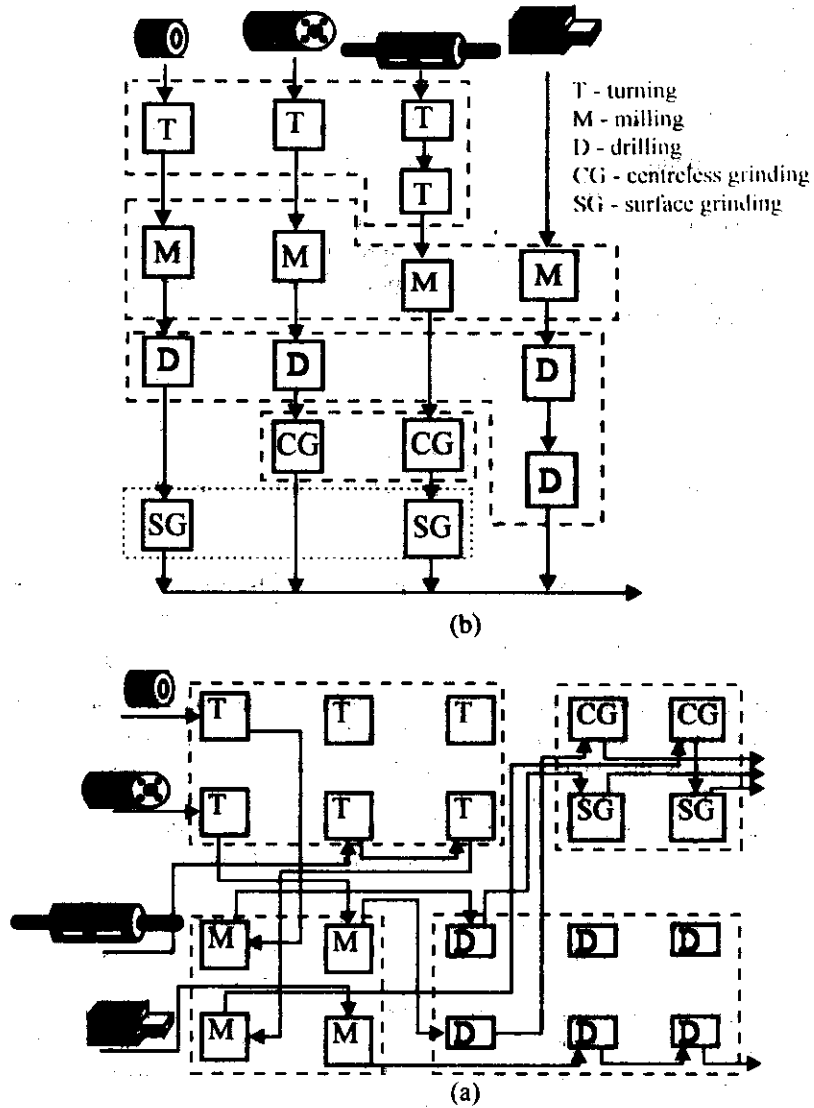 T - turning
M - milling
D - drilling
CG - centreless grinding
SG - surface grinding
T T T
T
M M M M
D D D
CG CG D
SG SG
(b)
T T T CG CG
T T T SG SG
M M D D D
M M D D D
(a)